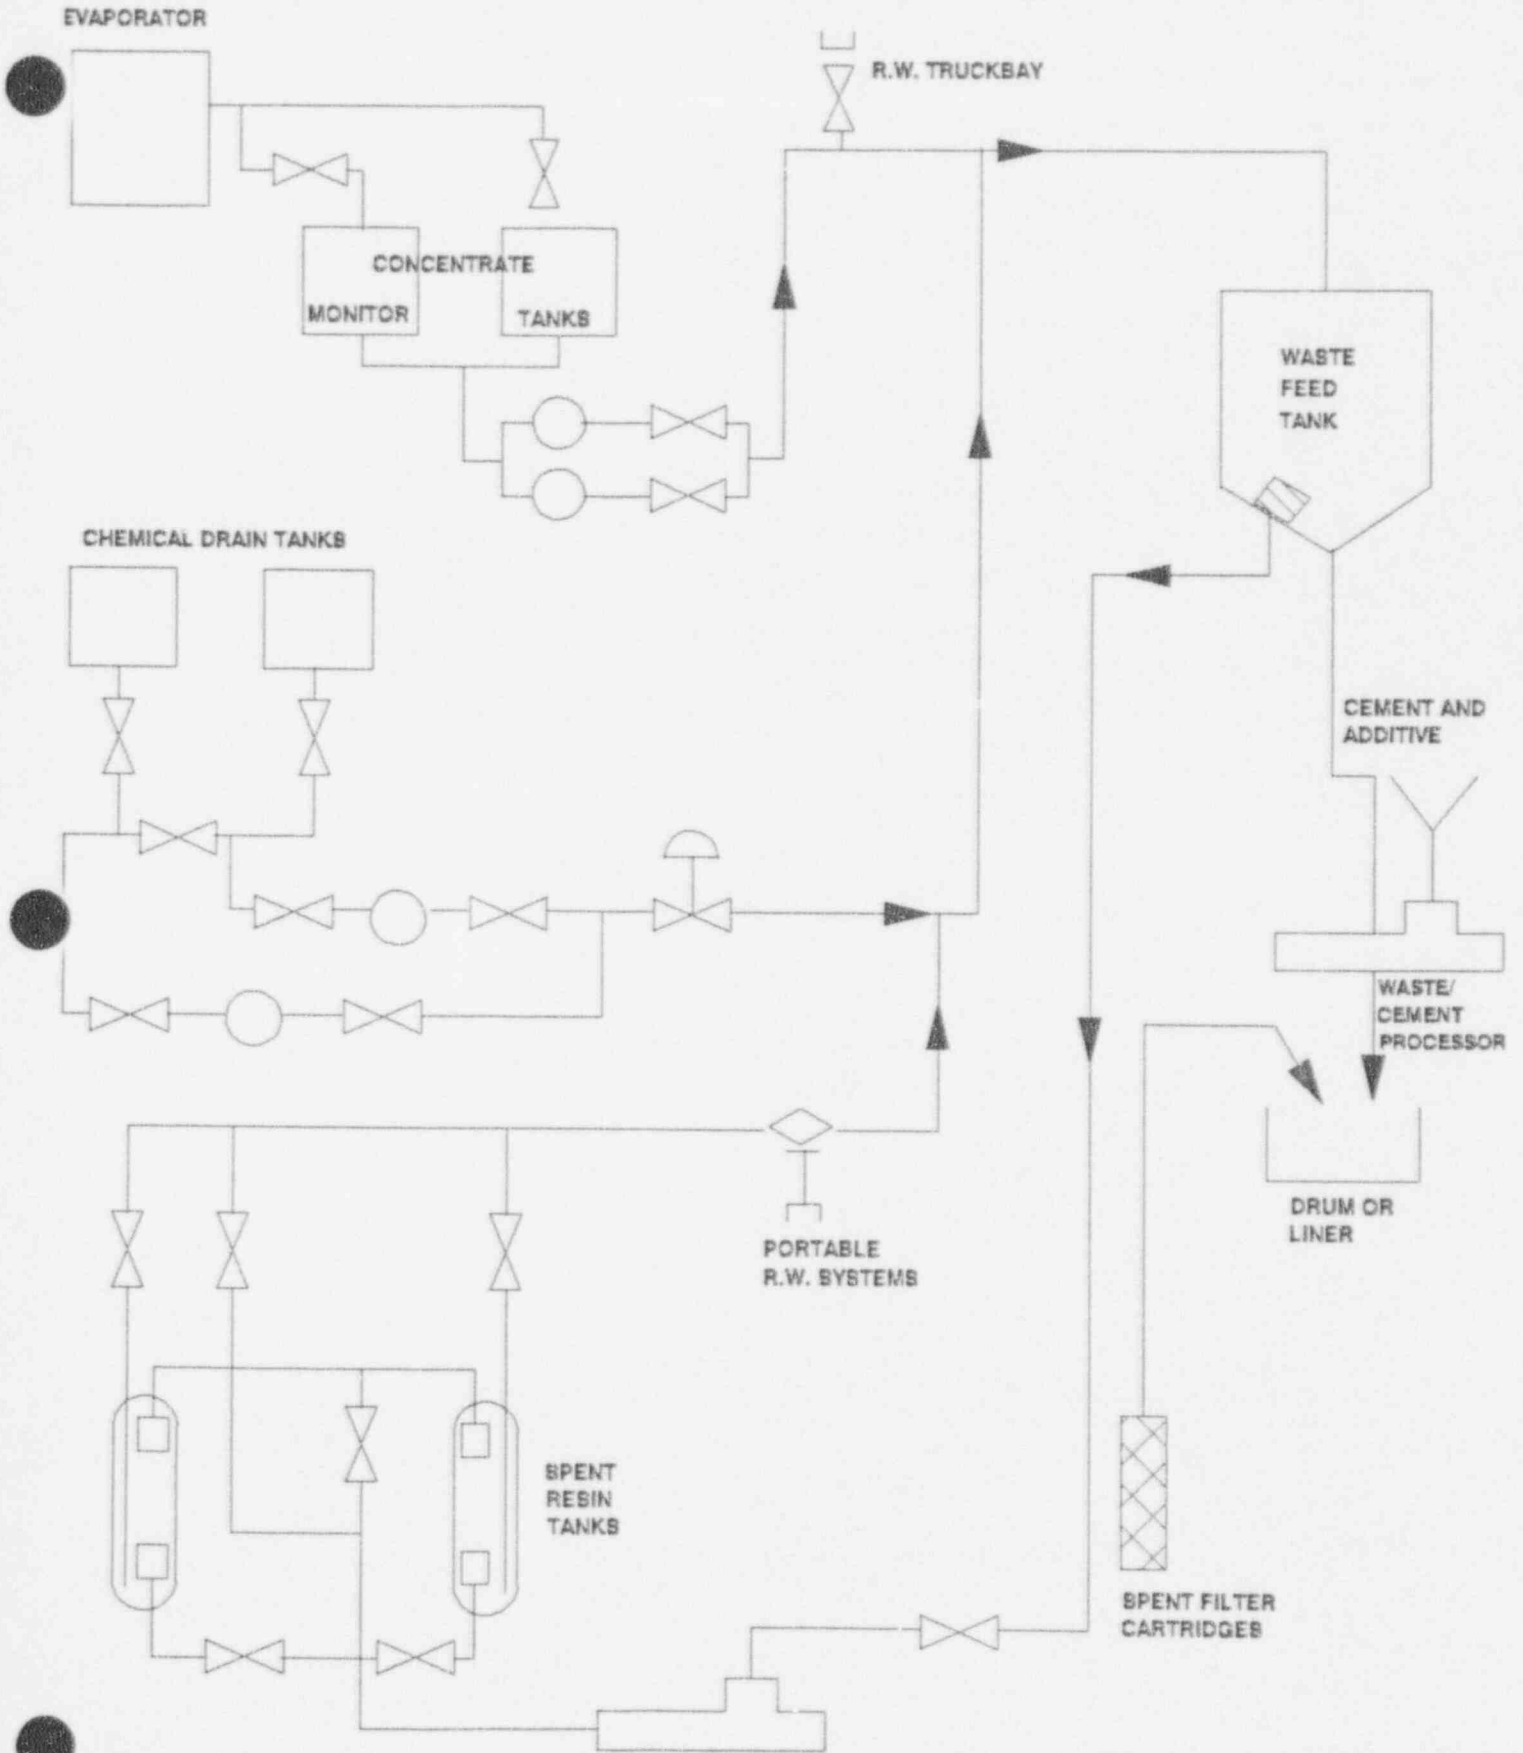 EVAPORATOR
R.W. TRUCKBAY
CONCENTRATE
MONITOR
TANKS
WASTE
FEED
TANK
CHEMICAL DRAIN TANKS
CEMENT AND
ADDITIVE
WASTE/
CEMENT
PROCESSOR
DRUM OR
LINER
PORTABLE
R.W. SYSTEMS
SPENT
RESIN
TANKS
SPENT FILTER
CARTRIDGES